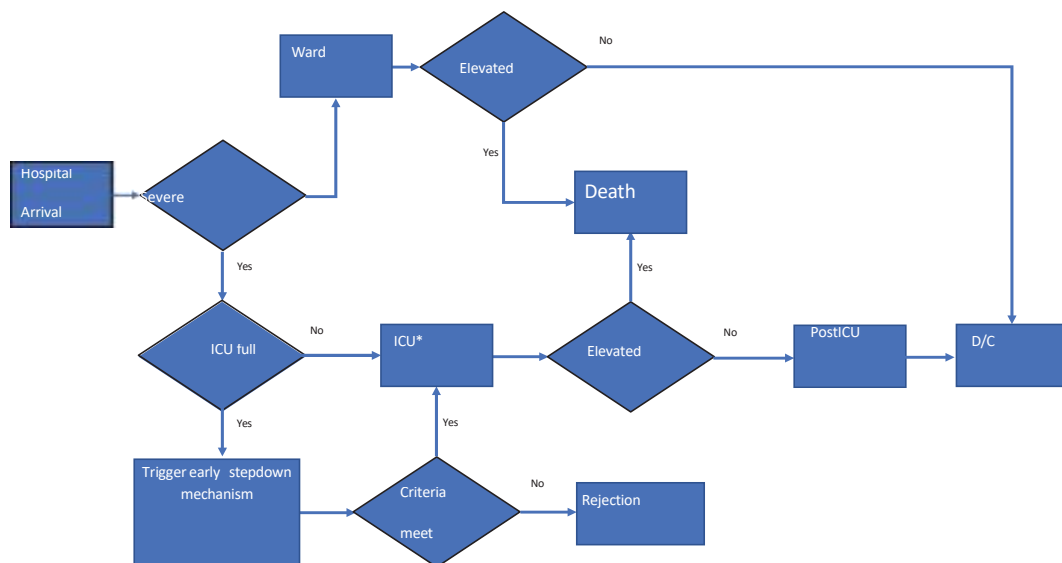 Ward
Elevated
No
Yes
Hospital
Arrival
Severe
Death
Yes
Yes
ICU full
No
ICU*
Elevated
No
PostICU
D/C
Yes
Yes
Trigger early stepdown
mechanism
Criteria
meet
No
Rejection